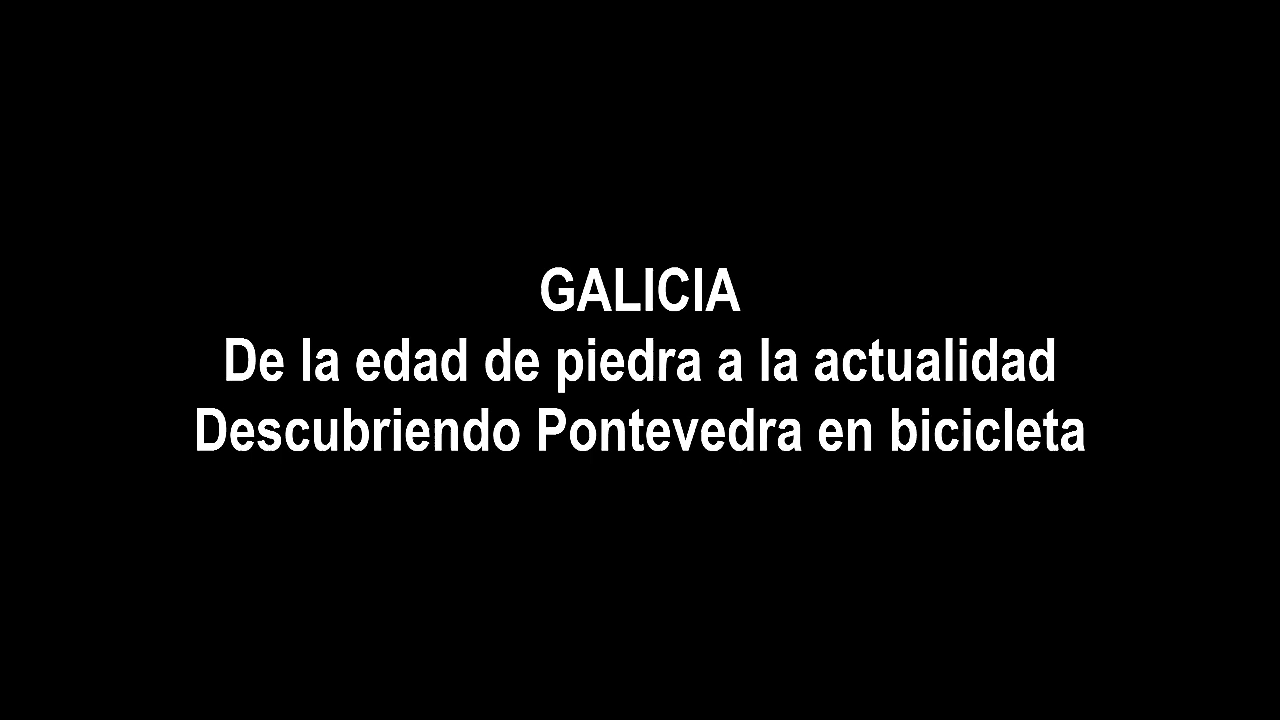 GALICIA
De la edad de piedra a la actualidad
Descubriendo Pontevedra en bicicleta